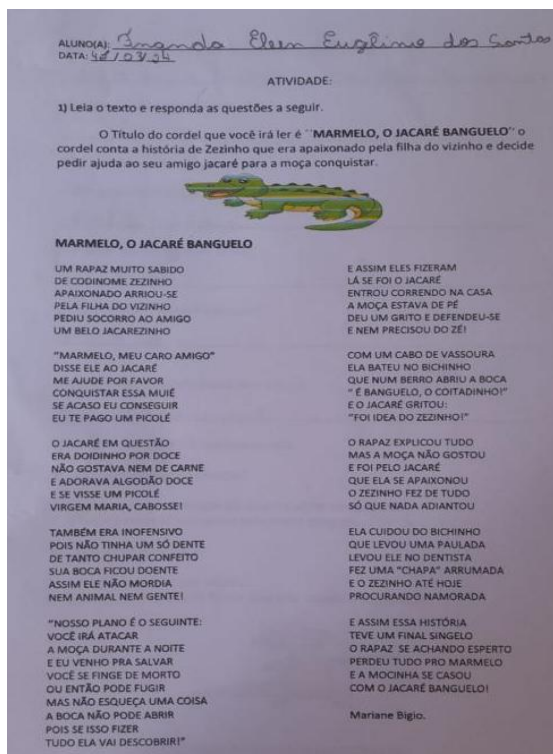 ALUNO(A): Inanda Elen Eugênio dos Santos
DATA: /03/24
ATIVIDADE:
1) Leia o texto e responda as questões a seguir.
O Título do cordel que você irá ler é ``MARMELO, O JACARÉ BANGUELO´´ o
cordel conta a história de Zezinho que era apaixonado pela filha do vizinho e decide
pedir ajuda ao seu amigo jacaré para a moça conquistar.
MARMELO, O JACARÉ BANGUELO
UM RAPAZ MUITO SABIDO
DE CODINOME ZEZINHO
APAIXONADO ARRIOU-SE
PELA FILHA DO VIZINHO
PEDIU SOCORRO AO AMIGO
UM BELO JACAREZINHO
"MARMELO, MEU CARO AMIGO"
DISSE ELE AO JACARÉ
ME AJUDE POR FAVOR
CONQUISTAR ESSA MUIÉ
SE ACASO EU CONSEGUIR
EU TE PAGO UM PICOLÉ
O JACARÉ EM QUESTÃO
ERA DOIDINHO POR DOCE
NÃO GOSTAVA NEM DE CARNE
E ADORAVA ALGODÃO DOCE
E SE VISSE UM PICOLÉ
VIRGEM MARIA, CABOSSE!
TAMBÉM ERA INOFENSIVO
POIS NÃO TINHA UM SÓ DENTE
DE TANTO CHUPAR CONFEITO
SUA BOCA FICOU DOENTE
ASSIM ELE NÃO MORDIA
NEM ANIMAL NEM GENTE!
"NOSSO PLANO É O SEGUINTE:
VOCÊ IRÁ ATACAR
A MOÇA DURANTE A NOITE
E EU VENHO PRA SALVAR
VOCÊ SE FINGE DE MORTO
OU ENTÃO PODE FUGIR
MAS NÃO ESQUEÇA UMA COISA
A BOCA NÃO PODE ABRIR
POIS SE ISSO FIZER
TUDO ELA VAI DESCOBRIR!"
E ASSIM ELES FIZERAM
LÁ SE FOI O JACARÉ
ENTROU CORRENDO NA CASA
A MOÇA ESTAVA DE PÉ
DEU UM GRITO E DEFENDEU-SE
E NEM PRECISOU DO ZÉ!
COM UM CABO DE VASSOURA
ELA BATEU NO BICHINHO
QUE NUM BERRO ABRIU A BOCA
" É BANGUELO, O COITADINHO!"
E O JACARÉ GRITOU:
"FOI IDEA DO ZEZINHO!"
O RAPAZ EXPLICOU TUDO
MAS A MOÇA NÃO GOSTOU
E FOI PELO JACARÉ
QUE ELA SE APAIXONOU
O ZEZINHO FEZ DE TUDO
SÓ QUE NADA ADIANTOU
ELA CUIDOU DO BICHINHO
QUE LEVOU UMA PAULADA
LEVOU ELE NO DENTISTA
FEZ UMA "CHAPA" ARRUMADA
E O ZEZINHO ATÉ HOJE
PROCURANDO NAMORADA
E ASSIM ESSA HISTÓRIA
TEVE UM FINAL SINGELO
O RAPAZ SE ACHANDO ESPERTO
PERDEU TUDO PRO MARMELO
E A MOCINHA SE CASOU
COM O JACARÉ BANGUELO!
Mariane Bigio.